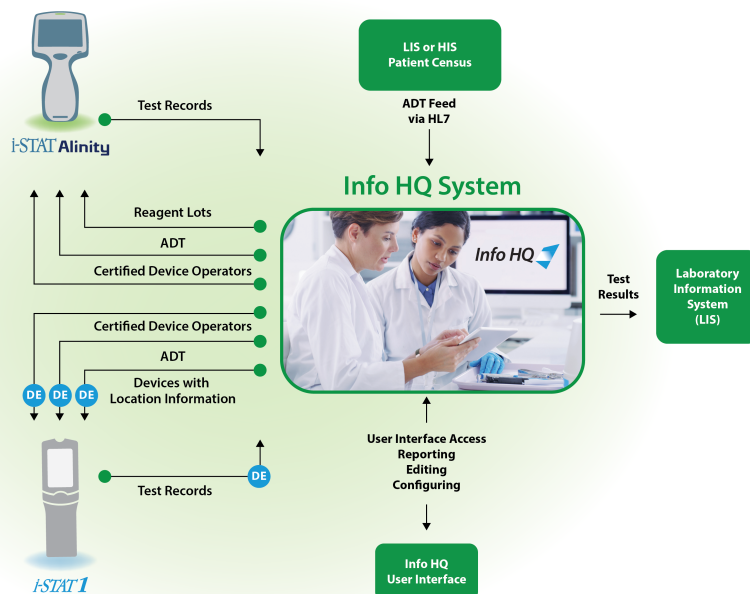 LIS or HIS
Patient Census
Test Records
ADT Feed
via HL7
i-STAT Alinity
Info HQ System
Reagent Lots
ADT
Certified Device Operators
Info HQ
Test
Results
Laboratory
Information
System
(LIS)
Certified Device Operators
ADT
Devices with
Location Information
DE DE DE
User Interface Access
Reporting
Editing
Configuring
DE
Test Records
Info HQ
User Interface
i-STAT 1